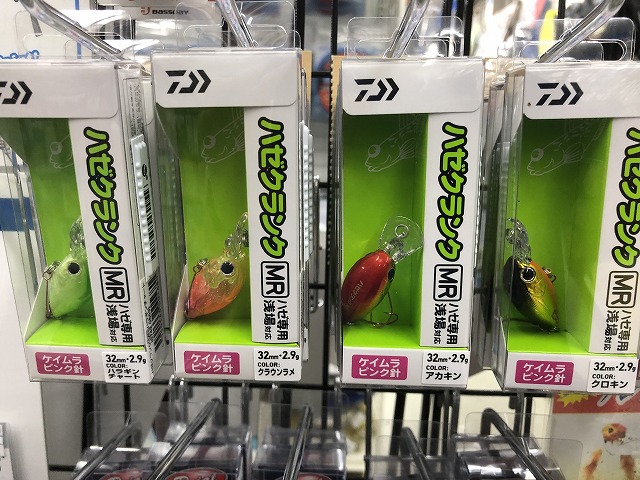 BASSDAY
ハゼクランク
MR
ハゼ専用
浅場対応
ケイムラ
ピンク針
32mm・2.9g
COLOR:
ハラギン
チャート
ハゼクランク
MR
ハゼ専用
浅場対応
ケイムラ
ピンク針
32mm・2.9g
COLOR:
クラウンラメ
ハゼクランク
MR
ハゼ専用
浅場対応
ケイムラ
ピンク針
32mm・2.9g
COLOR:
アカキン
ハゼクランク
MR
ハゼ専用
浅場対応
ケイムラ
ピンク針
32mm・2.9g
COLOR:
クロキン